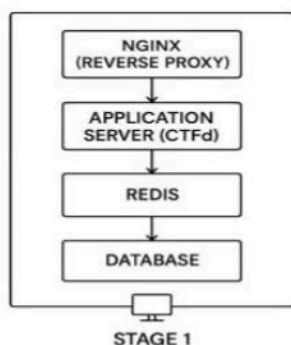 NGINX
(REVERSE PROXY)
APPLICATION
SERVER (CTFd)
REDIS
DATABASE
STAGE 1